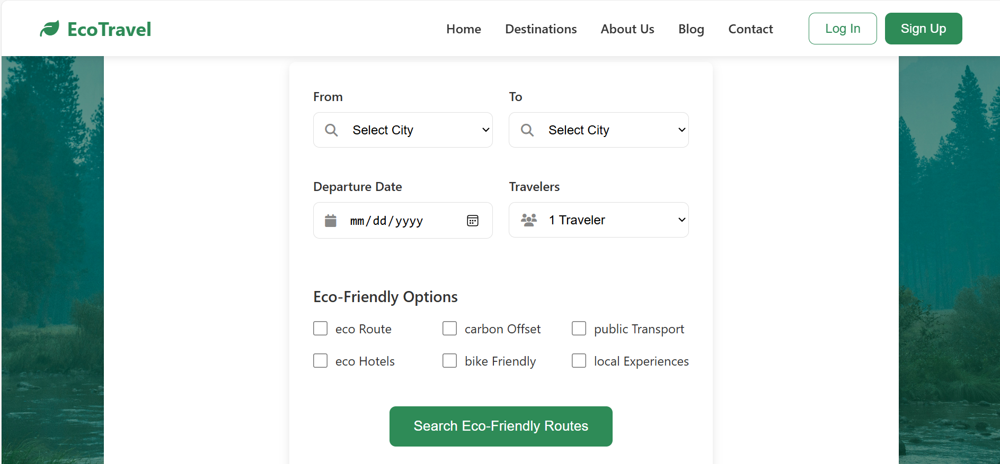 EcoTravel
Home Destinations About Us Blog Contact Log In Sign Up
From To
Select City Select City
Departure Date Travelers
mm/dd/yyyy 1 Traveler
Eco-Friendly Options
eco Route carbon Offset public Transport
eco Hotels bike Friendly local Experiences
Search Eco-Friendly Routes